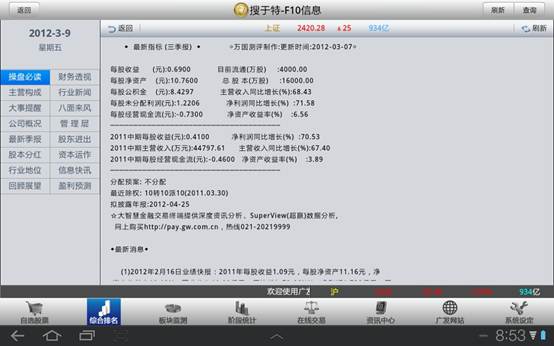 返回
搜于特-F10信息
刷新
查询
2012-3-9
星期五
返回
上证
2420.28
▲25
934亿
刷新
操盘必读
财务透视
主营构成
行业新闻
大事提醒
八面来风
公司概况
管 理 层
最新季报
股东进出
股本分红
资本运作
行业地位
信息快讯
回顾展望
盈利预测
• 最新指标 (三季报) • ☆万国测评制作:更新时间:2012-03-07☆
每股收益 (元):0.6900 目前流通(万股) :4000.00
每股净资产 (元):10.7600 总 股 本(万股) :16000.00
每股公积金 (元):8.4297 主营收入同比增长(%):68.43
每股未分配利润(元):1.2206 净利润同比增长(%) :71.58
每股经营现金流(元):-0.7300 净资产收益率(%) :6.56
2011中期每股收益(元):0.4100 净利润同比增长(%) :70.53
2011中期主营收入(万元):44797.61 主营收入同比增长(%):67.40
2011中期每股经营现金流(元):-0.4600 净资产收益率(%) :3.89
分配预案: 不分配
最近除权: 10转10派10(2011.03.30)
拟披露年报:2012-04-25
☆大智慧金融交易终端提供深度资讯分析、SuperView(超赢)数据分析,
网上购买http://pay.gw.com.cn, 热线021-20219999
•最新消息•
(1)2012年2月16日业绩快报：2011年每股收益1.09元，每股净资产11.16元，净
欢迎使用广发
沪
934亿
自选股票
综合排名
板块监测
阶段统计
在线交易
资讯中心
广发网站
系统设定
8:53